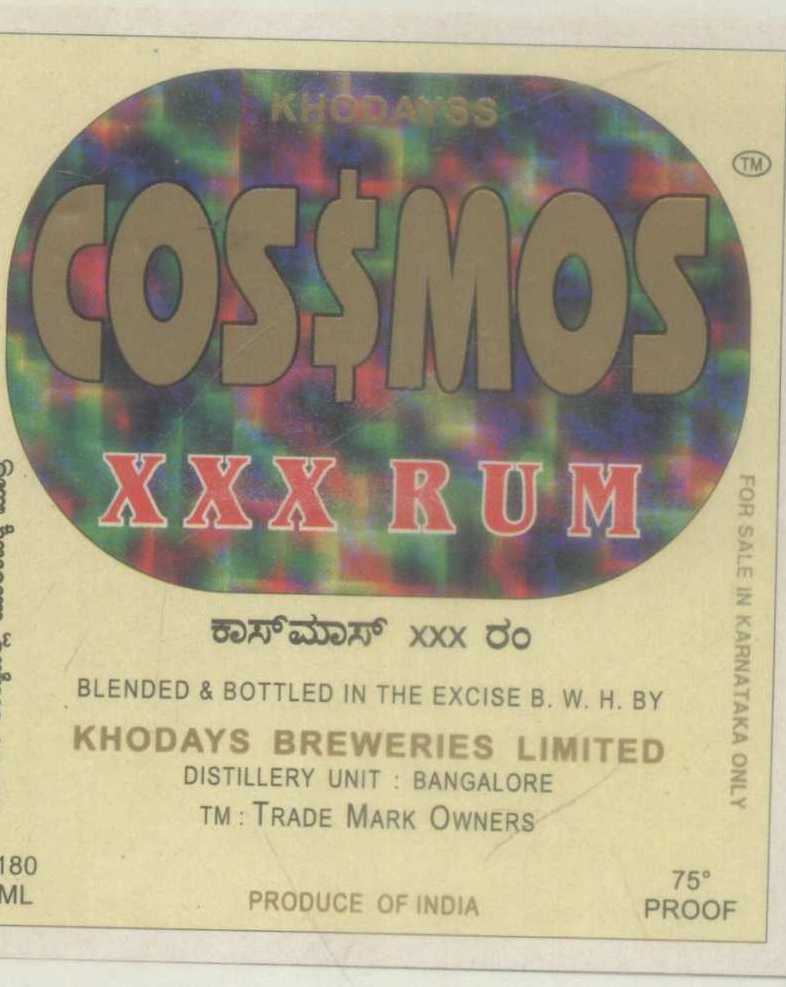 KHODAYSS
COS$MOS
TM
XXX RUM
ಕಾಸ್‌ಮಾಸ್ XXX ರಂ
BLENDED & BOTTLED IN THE EXCISE B. W. H. BY
KHODAYS BREWERIES LIMITED
DISTILLERY UNIT : BANGALORE
TM : TRADE MARK OWNERS
FOR SALE IN KARNATAKA ONLY
180
ML
PRODUCE OF INDIA
75°
PROOF